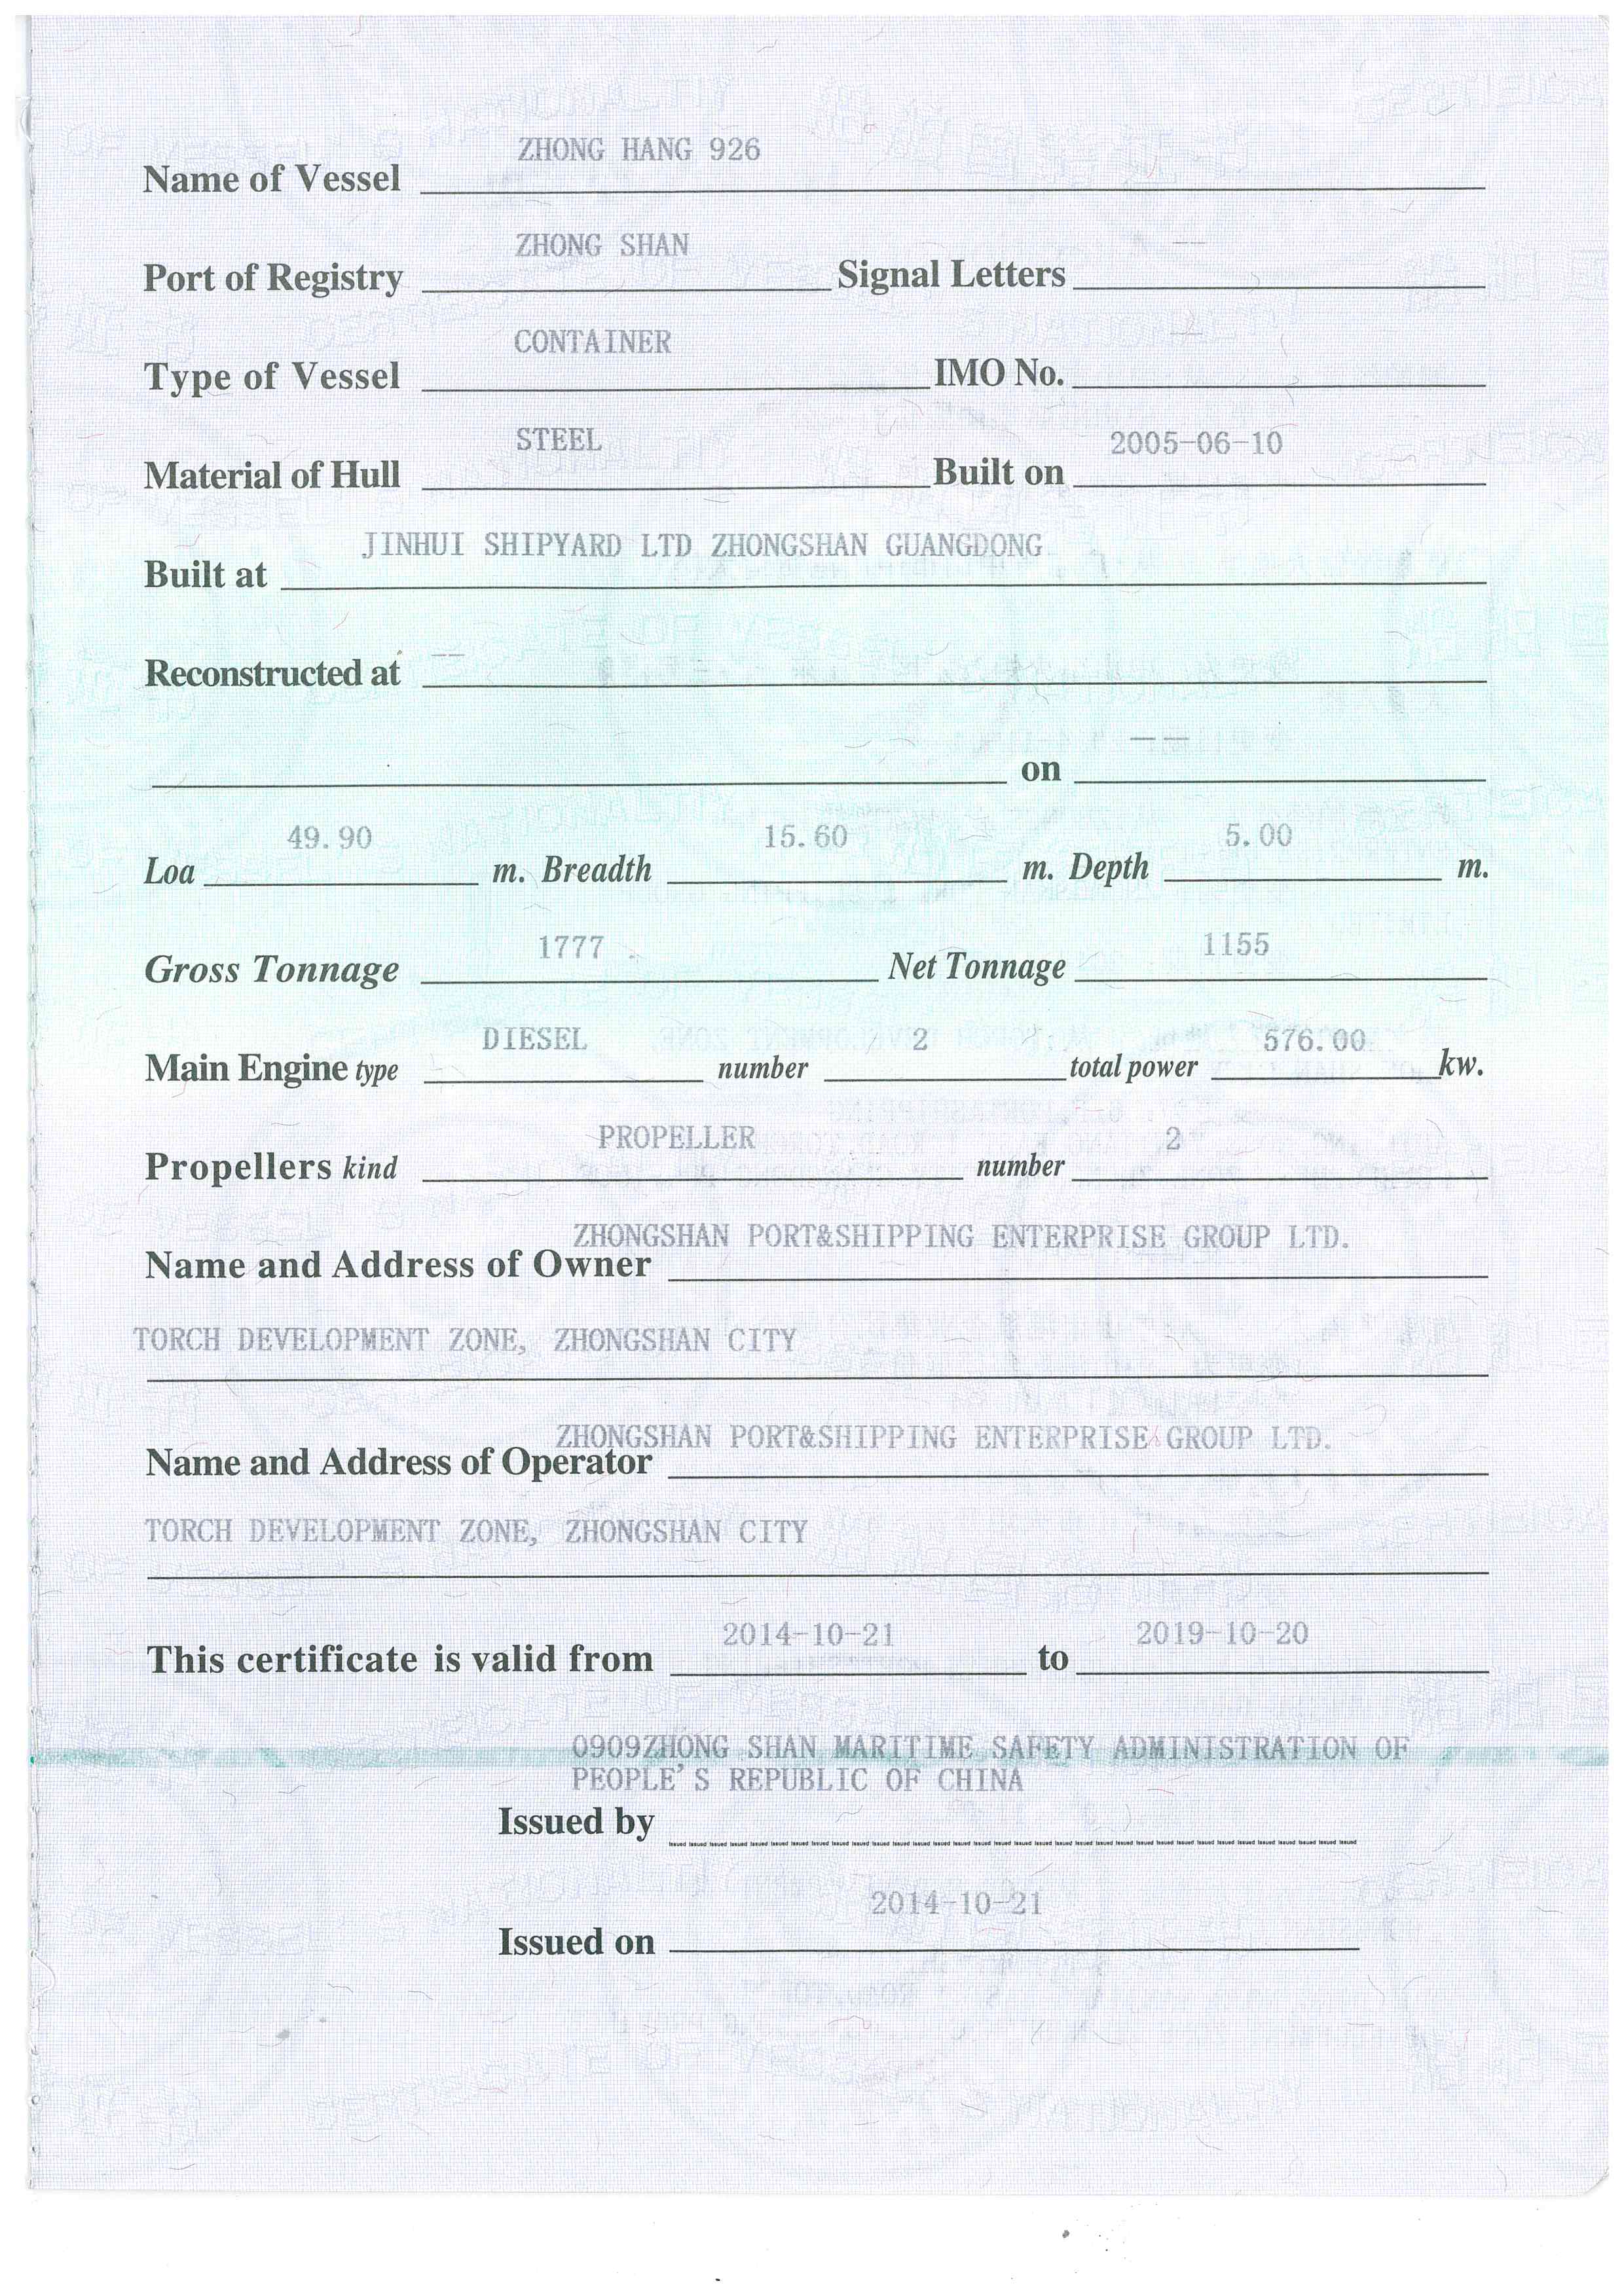 ZHONG HANG 926
Name of Vessel
ZHONG SHAN --
Port of Registry Signal Letters
CONTAINER --
Type of Vessel IMO No.
STEEL 2005-06-10
Material of Hull Built on
JINHUI SHIPYARD LTD ZHONGSHAN GUANGDONG
Built at
Reconstructed at --
on --
49.90 15.60 5.00
Loa m. Breadth m. Depth m.
1777 1155
Gross Tonnage Net Tonnage
DIESEL 2 576.00
Main Engine type number total power kw.
PROPELLER 2
Propellers kind number
ZHONGSHAN PORT&SHIPPING ENTERPRISE GROUP LTD.
Name and Address of Owner
TORCH DEVELOPMENT ZONE, ZHONGSHAN CITY
ZHONGSHAN PORT&SHIPPING ENTERPRISE GROUP LTD.
Name and Address of Operator
TORCH DEVELOPMENT ZONE, ZHONGSHAN CITY
2014-10-21 2019-10-20
This certificate is valid from to
0909ZHONG SHAN MARITIME SAFETY ADMINISTRATION OF
PEOPLE'S REPUBLIC OF CHINA
Issued by
2014-10-21
Issued on